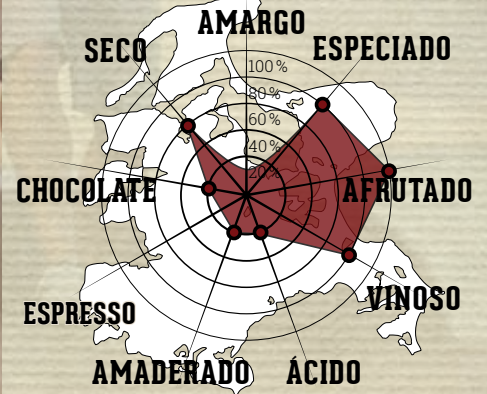 AMARGO
SECO
ESPECIADO
100%
80%
60%
40%
20%
CHOCOLATE
AFRUTADO
VINOSO
ESPRESSO
AMADERADO
ÁCIDO